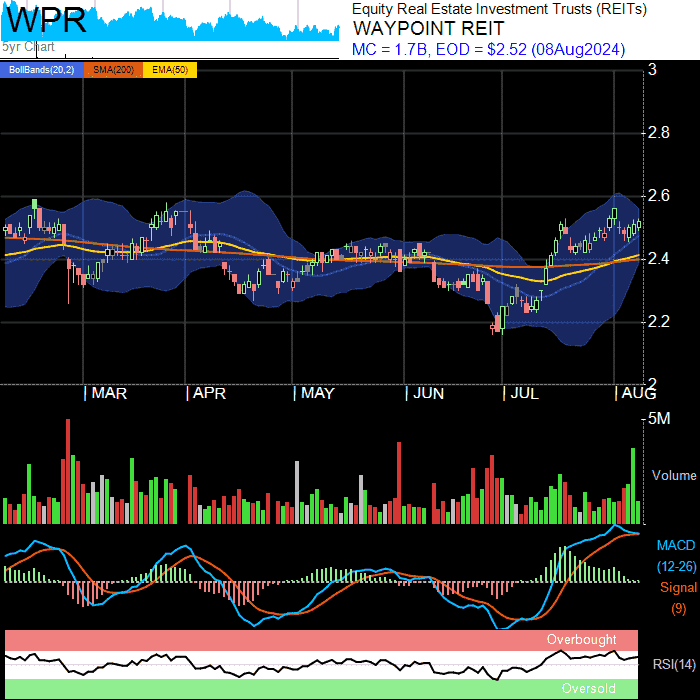 WPR
5yr Chart
Equity Real Estate Investment Trusts (REITs)
WAYPOINT REIT
MC = 1.7B, EOD = $2.52 (08Aug2024)
BollBands(20,2) SMA(200) EMA(50)
3
2.8
2.6
2.4
2.2
2
| MAR | APR | MAY | JUN | JUL | AUG
5M
Volume
MACD
(12-26)
Signal
(9)
Overbought
RSI(14)
Oversold